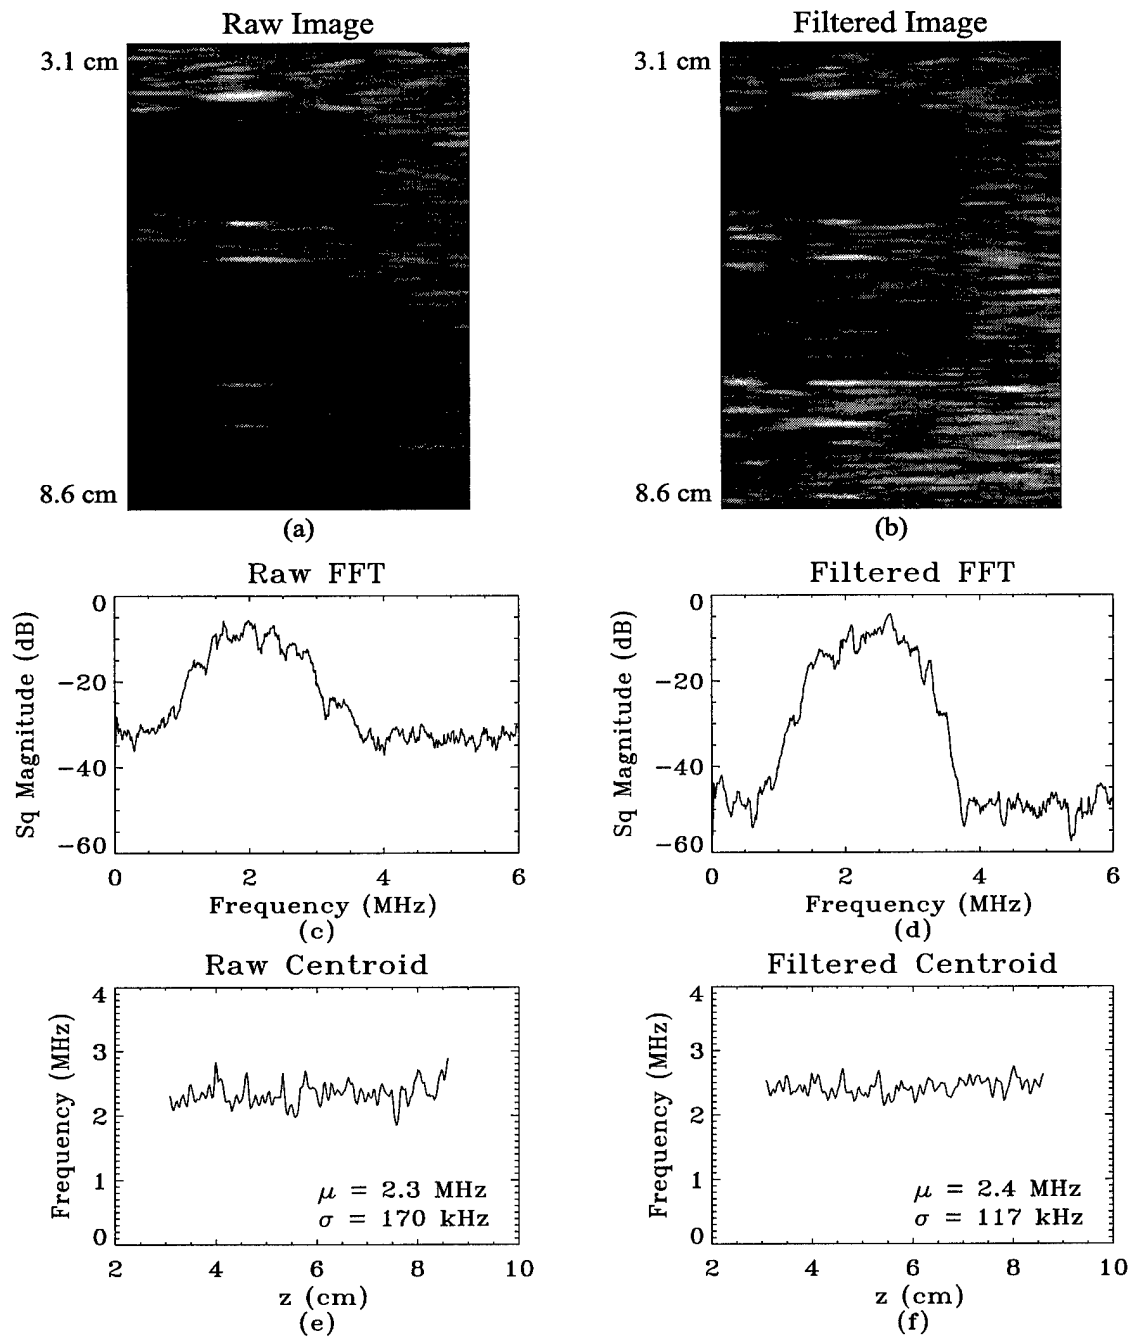 Raw Image
Filtered Image
3.1 cm
3.1 cm
8.6 cm
8.6 cm
(a)
(b)
Raw FFT
Filtered FFT
0
−20
−40
−60
Sq Magnitude (dB)
0 2 4 6
Frequency (MHz)
(c)
0
−20
−40
−60
Sq Magnitude (dB)
0 2 4 6
Frequency (MHz)
(d)
Raw Centroid
Filtered Centroid
4
3
2
1
0
Frequency (MHz)
μ = 2.3 MHz
σ = 170 kHz
2 4 6 8 10
z (cm)
(e)
4
3
2
1
0
Frequency (MHz)
μ = 2.4 MHz
σ = 117 kHz
2 4 6 8 10
z (cm)
(f)